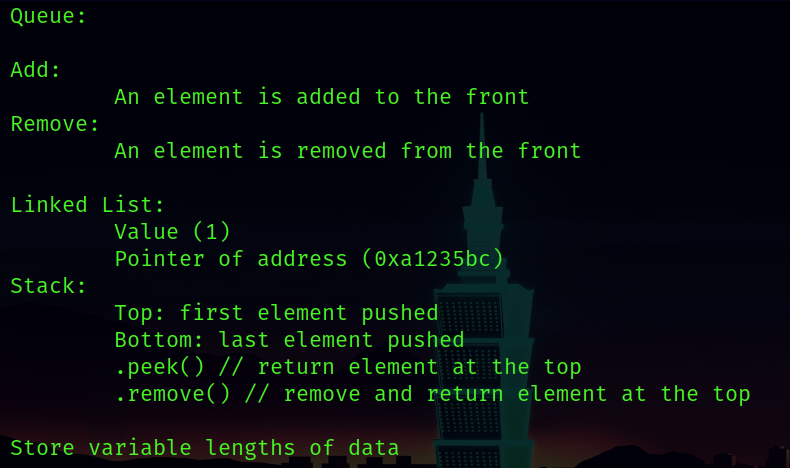 Queue:
Add:
An element is added to the front
Remove:
An element is removed from the front
Linked List:
Value (1)
Pointer of address (0xa1235bc)
Stack:
Top: first element pushed
Bottom: last element pushed
.peek() // return element at the top
.remove() // remove and return element at the top
Store variable lengths of data